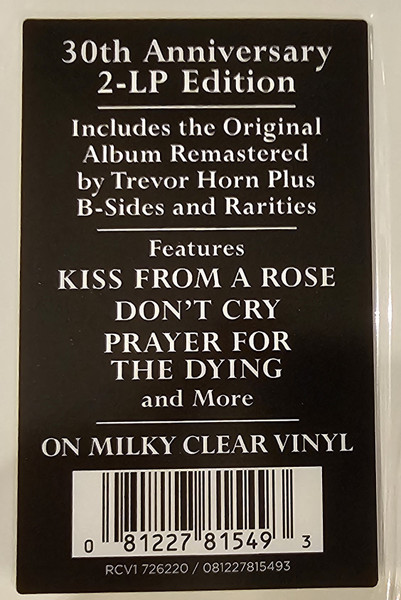 30th Anniversary
2-LP Edition
Includes the Original
Album Remastered
by Trevor Horn Plus
B-Sides and Rarities
Features
KISS FROM A ROSE
DON'T CRY
PRAYER FOR
THE DYING
and More
ON MILKY CLEAR VINYL
0 81227 81549 3
RCV1 726220 / 081227815493